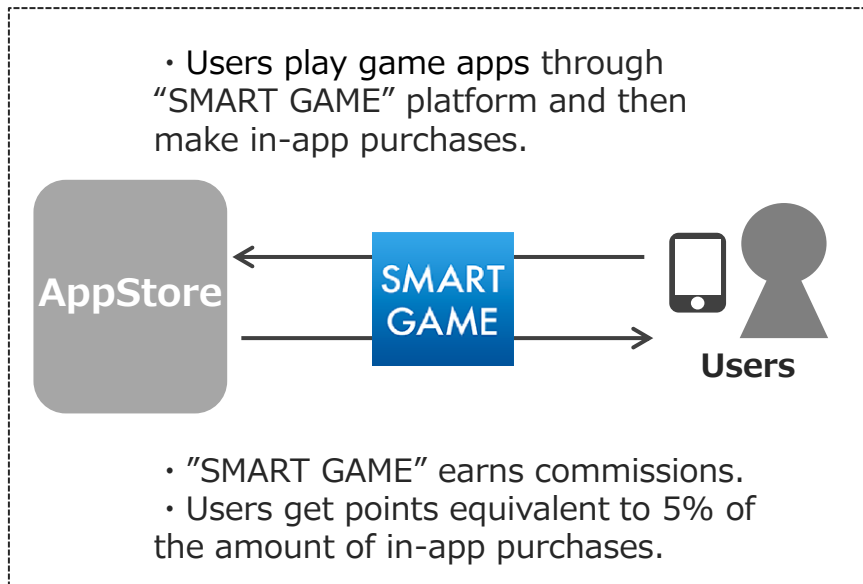 ・Users play game apps through
“SMART GAME” platform and then
make in-app purchases.
AppStore
SMART
GAME
Users
・”SMART GAME” earns commissions.
・Users get points equivalent to 5% of
the amount of in-app purchases.